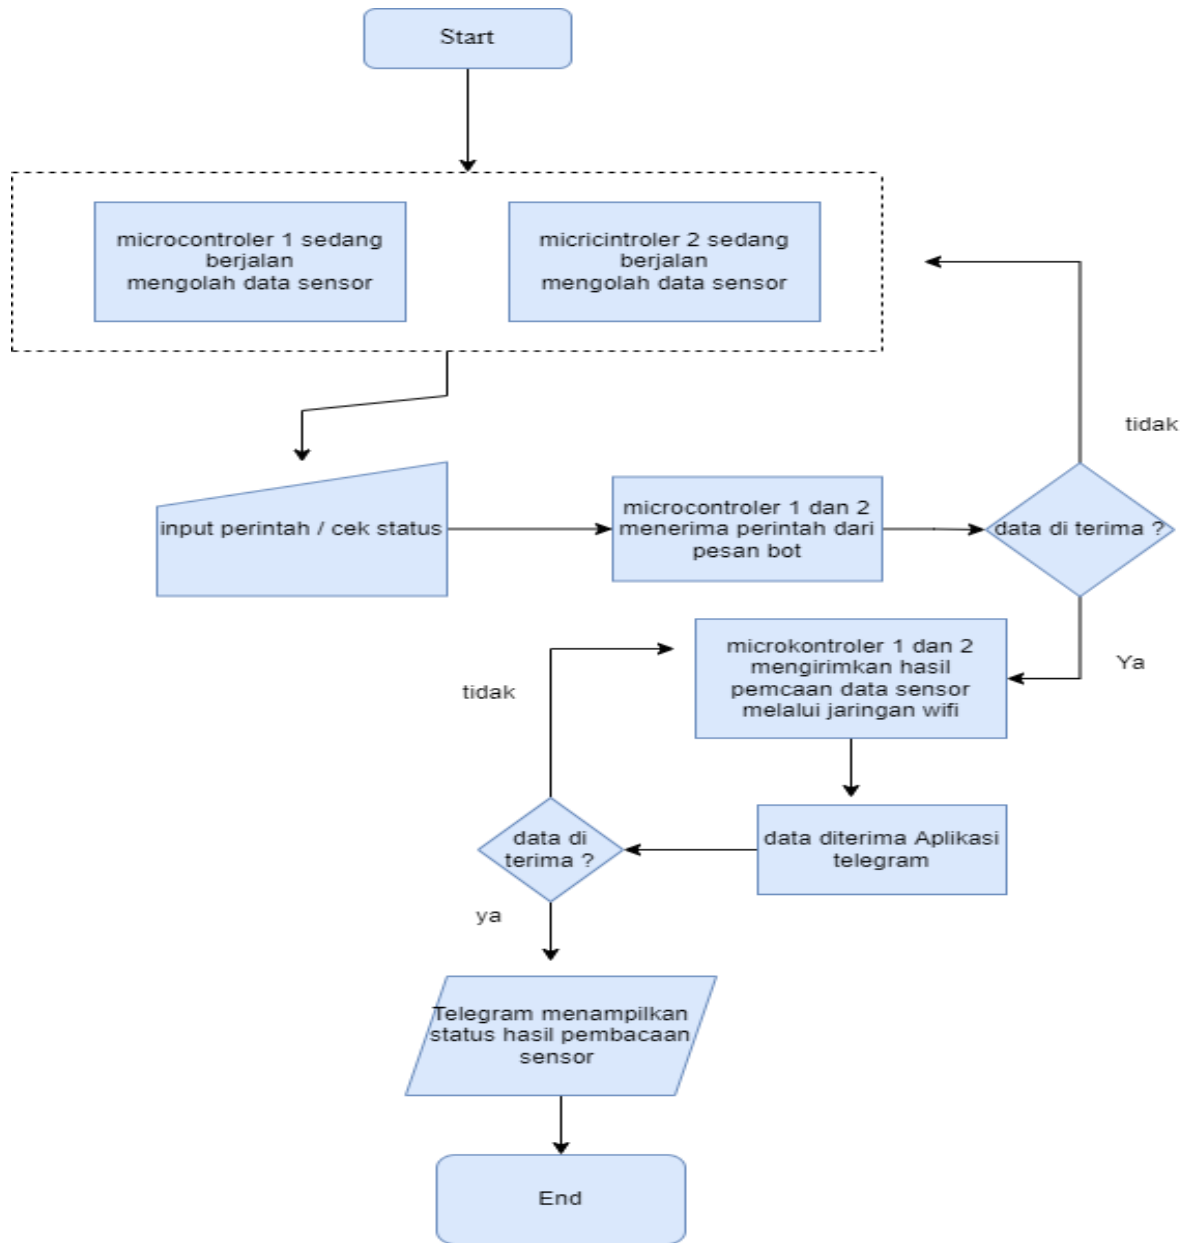 Start
microcontroler 1 sedang
berjalan
mengolah data sensor
micricintroler 2 sedang
berjalan
mengolah data sensor
tidak
input perintah / cek status
microcontroler 1 dan 2
menerima perintah dari
pesan bot
data di terima ?
microkontroler 1 dan 2
mengirimkan hasil
pemcaan data sensor
melalui jaringan wifi
Ya
tidak
data di
terima ?
data diterima Aplikasi
telegram
ya
Telegram menampilkan
status hasil pembacaan
sensor
End